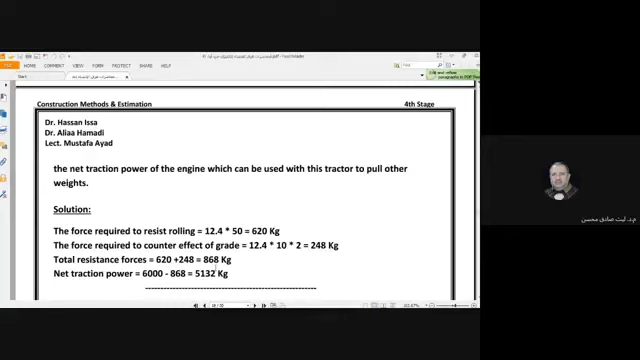 HOME COMMENT VIEW FORM PROTECT SHARE HELP
Start
Construction Methods & Estimation 4th Stage
Dr. Hassan Issa
Dr. Aliaa Hamadi
Lect. Mustafa Ayad
the net traction power of the engine which can be used with this tractor to pull other
weights.
Solution:
The force required to resist rolling = 12.4 * 50 = 620 Kg
The force required to counter effect of grade = 12.4 * 10 * 2 = 248 Kg
Total resistance forces = 620 +248 = 868 Kg
Net traction power = 6000 - 868 = 5132 Kg
--------------------------------------------------------
م.د. ليث صادق محسن